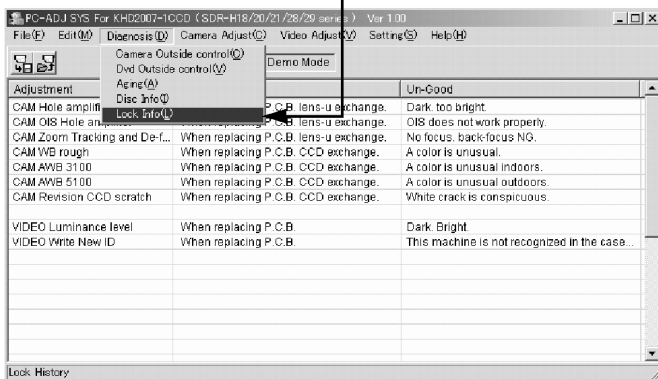 PC-ADJ SYS For KHD2007-1CCD (SDR-H18/20/21/28/29 series ) Ver 1.00
File(F) Edit(M) Diagnosis(D) Camera Adjust(C) Video Adjust(V) Setting(S) Help(H)
Camera Outside control(O)
Dvd Outside control(V)
Aging(A)
Disc Info(I)
Lock Info(L)
Demo Mode
Adjustment Un-Good
CAM Hole amplifi P.C.B. lens-u exchange. Dark. too bright.
CAM OIS Hole P.C.B. lens-u exchange. OIS does not work properly.
CAM Zoom Tracking and De-f... When replacing P.C.B. lens-u exchange. No focus. back-focus NG.
CAM WB rough When replacing P.C.B. CCD exchange. A color is unusual.
CAM AWB 3100 When replacing P.C.B. CCD exchange. A color is unusual indoors.
CAM AWB 5100 When replacing P.C.B. CCD exchange. A color is unusual outdoors.
CAM Revision CCD scratch When replacing P.C.B. CCD exchange. White crack is conspicuous.
VIDEO Luminance level When replacing P.C.B. Dark. Bright.
VIDEO Write New ID When replacing P.C.B. This machine is not recognized in the case...
Lock History